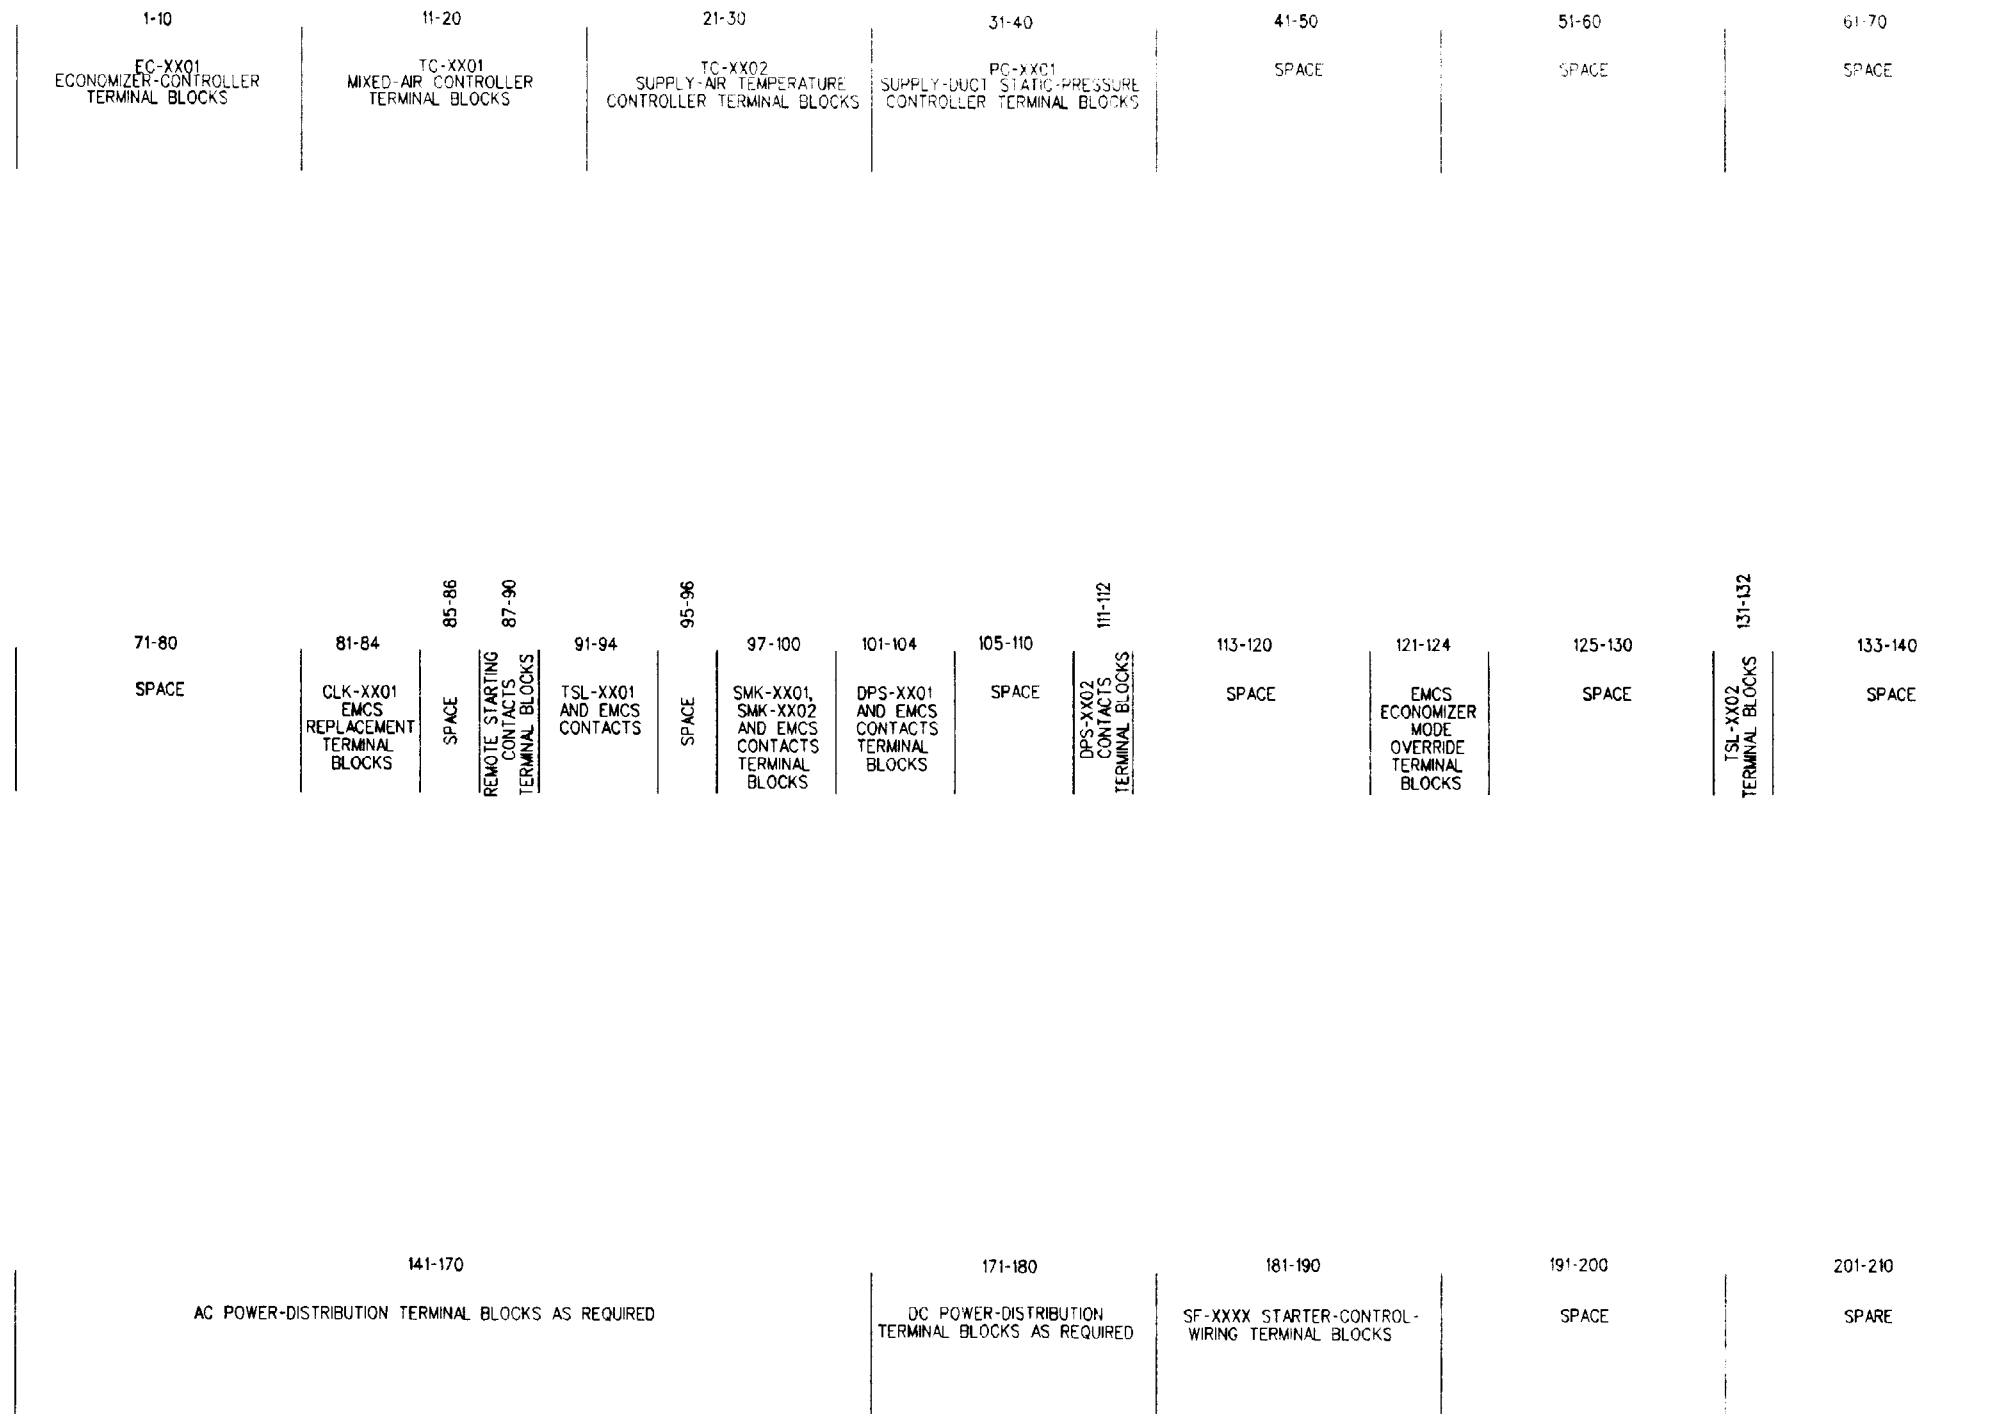 1-10
EC-XX01
ECONOMIZER-CONTROLLER
TERMINAL BLOCKS
11-20
TC-XX01
MIXED-AIR CONTROLLER
TERMINAL BLOCKS
21-30
TC-XX02
SUPPLY-AIR TEMPERATURE
CONTROLLER TERMINAL BLOCKS
31-40
PC-XX01
SUPPLY-DUCT STATIC-PRESSURE
CONTROLLER TERMINAL BLOCKS
41-50
SPACE
51-60
SPACE
61-70
SPACE
71-80
SPACE
81-84
CLK-XX01
EMCS
REPLACEMENT
TERMINAL
BLOCKS
85-86
SPACE
87-90
REMOTE STARTING
CONTACTS
TERMINAL BLOCKS
91-94
TSL-XX01
AND EMCS
CONTACTS
95-96
SPACE
97-100
SMK-XX01,
SMK-XX02
AND EMCS
CONTACTS
TERMINAL
BLOCKS
101-104
DPS-XX01
AND EMCS
CONTACTS
TERMINAL
BLOCKS
105-110
SPACE
111-112
DPS-XX02
CONTACTS
TERMINAL BLOCKS
113-120
SPACE
121-124
EMCS
ECONOMIZER
MODE
OVERRIDE
TERMINAL
BLOCKS
125-130
SPACE
131-132
TSL-XX02
TERMINAL BLOCKS
133-140
SPACE
141-170
AC POWER-DISTRIBUTION TERMINAL BLOCKS AS REQUIRED
171-180
DC POWER-DISTRIBUTION
TERMINAL BLOCKS AS REQUIRED
181-190
SF-XXXX STARTER-CONTROL-
WIRING TERMINAL BLOCKS
191-200
SPACE
201-210
SPARE